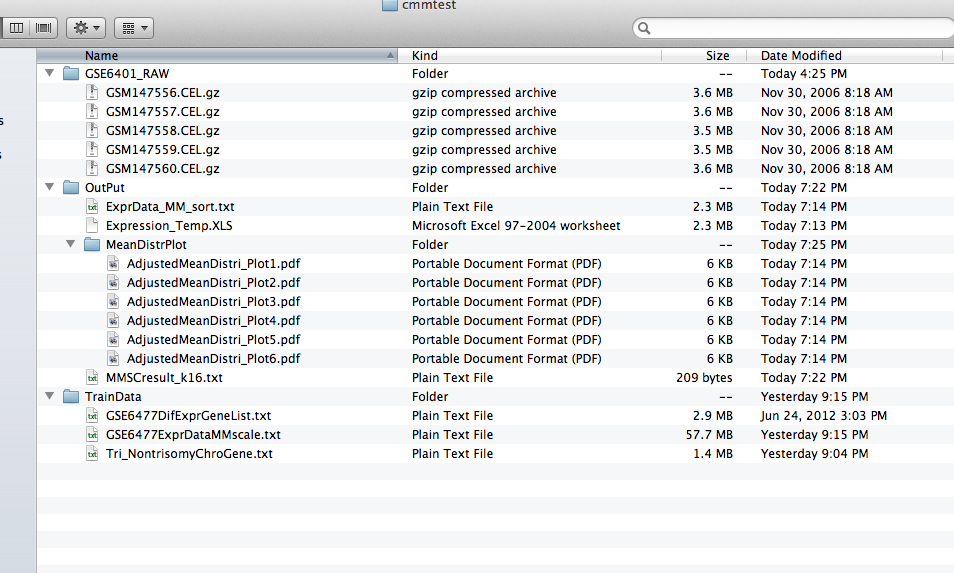 cmmtest
Name Kind Size Date Modified
GSE6401_RAW Folder -- Today 4:25 PM
GSM147556.CEL.gz gzip compressed archive 3.6 MB Nov 30, 2006 8:18 AM
GSM147557.CEL.gz gzip compressed archive 3.6 MB Nov 30, 2006 8:18 AM
GSM147558.CEL.gz gzip compressed archive 3.5 MB Nov 30, 2006 8:18 AM
GSM147559.CEL.gz gzip compressed archive 3.5 MB Nov 30, 2006 8:18 AM
GSM147560.CEL.gz gzip compressed archive 3.6 MB Nov 30, 2006 8:18 AM
OutPut Folder -- Today 7:22 PM
ExprData_MM_sort.txt Plain Text File 2.3 MB Today 7:14 PM
Expression_Temp.XLS Microsoft Excel 97-2004 worksheet 2.3 MB Today 7:13 PM
MeanDistrPlot Folder -- Today 7:25 PM
AdjustedMeanDistri_Plot1.pdf Portable Document Format (PDF) 6 KB Today 7:14 PM
AdjustedMeanDistri_Plot2.pdf Portable Document Format (PDF) 6 KB Today 7:14 PM
AdjustedMeanDistri_Plot3.pdf Portable Document Format (PDF) 6 KB Today 7:14 PM
AdjustedMeanDistri_Plot4.pdf Portable Document Format (PDF) 6 KB Today 7:14 PM
AdjustedMeanDistri_Plot5.pdf Portable Document Format (PDF) 6 KB Today 7:14 PM
AdjustedMeanDistri_Plot6.pdf Portable Document Format (PDF) 6 KB Today 7:14 PM
MMSCresult_k16.txt Plain Text File 209 bytes Today 7:22 PM
TrainData Folder -- Yesterday 9:15 PM
GSE6477DifExprGeneList.txt Plain Text File 2.9 MB Jun 24, 2012 3:03 PM
GSE6477ExprDataMMscale.txt Plain Text File 57.7 MB Yesterday 9:15 PM
Tri_NontrisomyChroGene.txt Plain Text File 1.4 MB Yesterday 9:04 PM